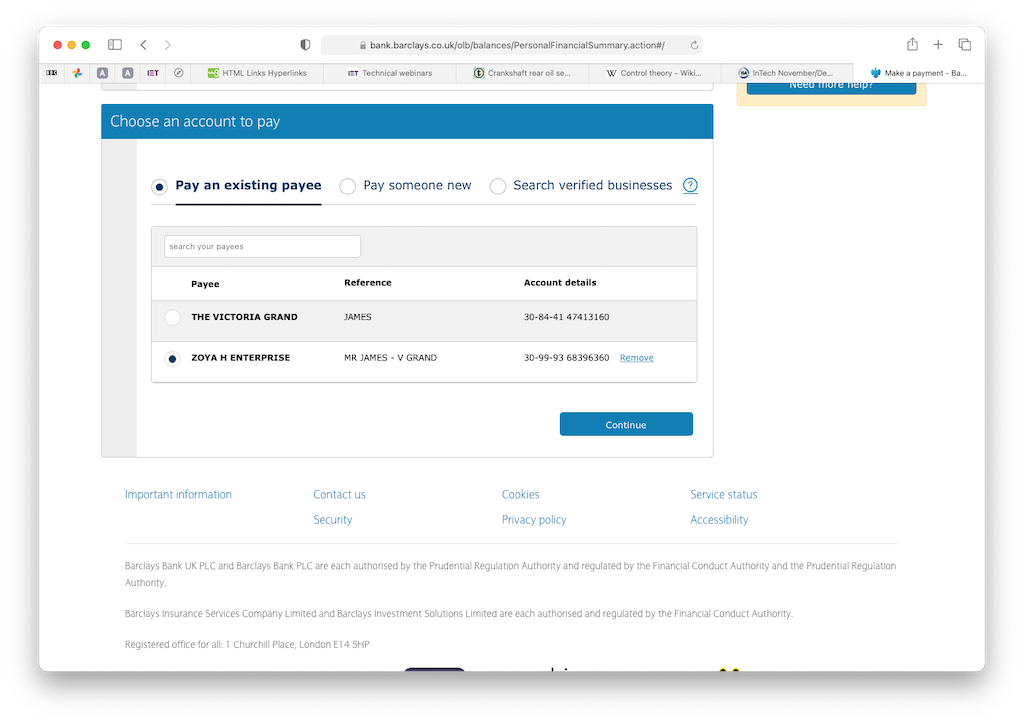 bank.barclays.co.uk/olb/balances/PersonalFinancialSummary.action#/
A A IET HTML Links Hyperlinks IET Technical webinars Crankshaft rear oil se... W Control theory - Wiki... InTech November/De... Make a payment - Ba...
Need more help?
Choose an account to pay
Pay an existing payee Pay someone new Search verified businesses ?
search your payees
Payee Reference Account details
THE VICTORIA GRAND JAMES 30-84-41 47413160
ZOYA H ENTERPRISE MR JAMES - V GRAND 30-99-93 68396360 Remove
Continue
Important information Contact us Cookies Service status
Security Privacy policy Accessibility
Barclays Bank UK PLC and Barclays Bank PLC are each authorised by the Prudential Regulation Authority and regulated by the Financial Conduct Authority and the Prudential Regulation
Authority.
Barclays Insurance Services Company Limited and Barclays Investment Solutions Limited are each authorised and regulated by the Financial Conduct Authority.
Registered office for all: 1 Churchill Place, London E14 5HP